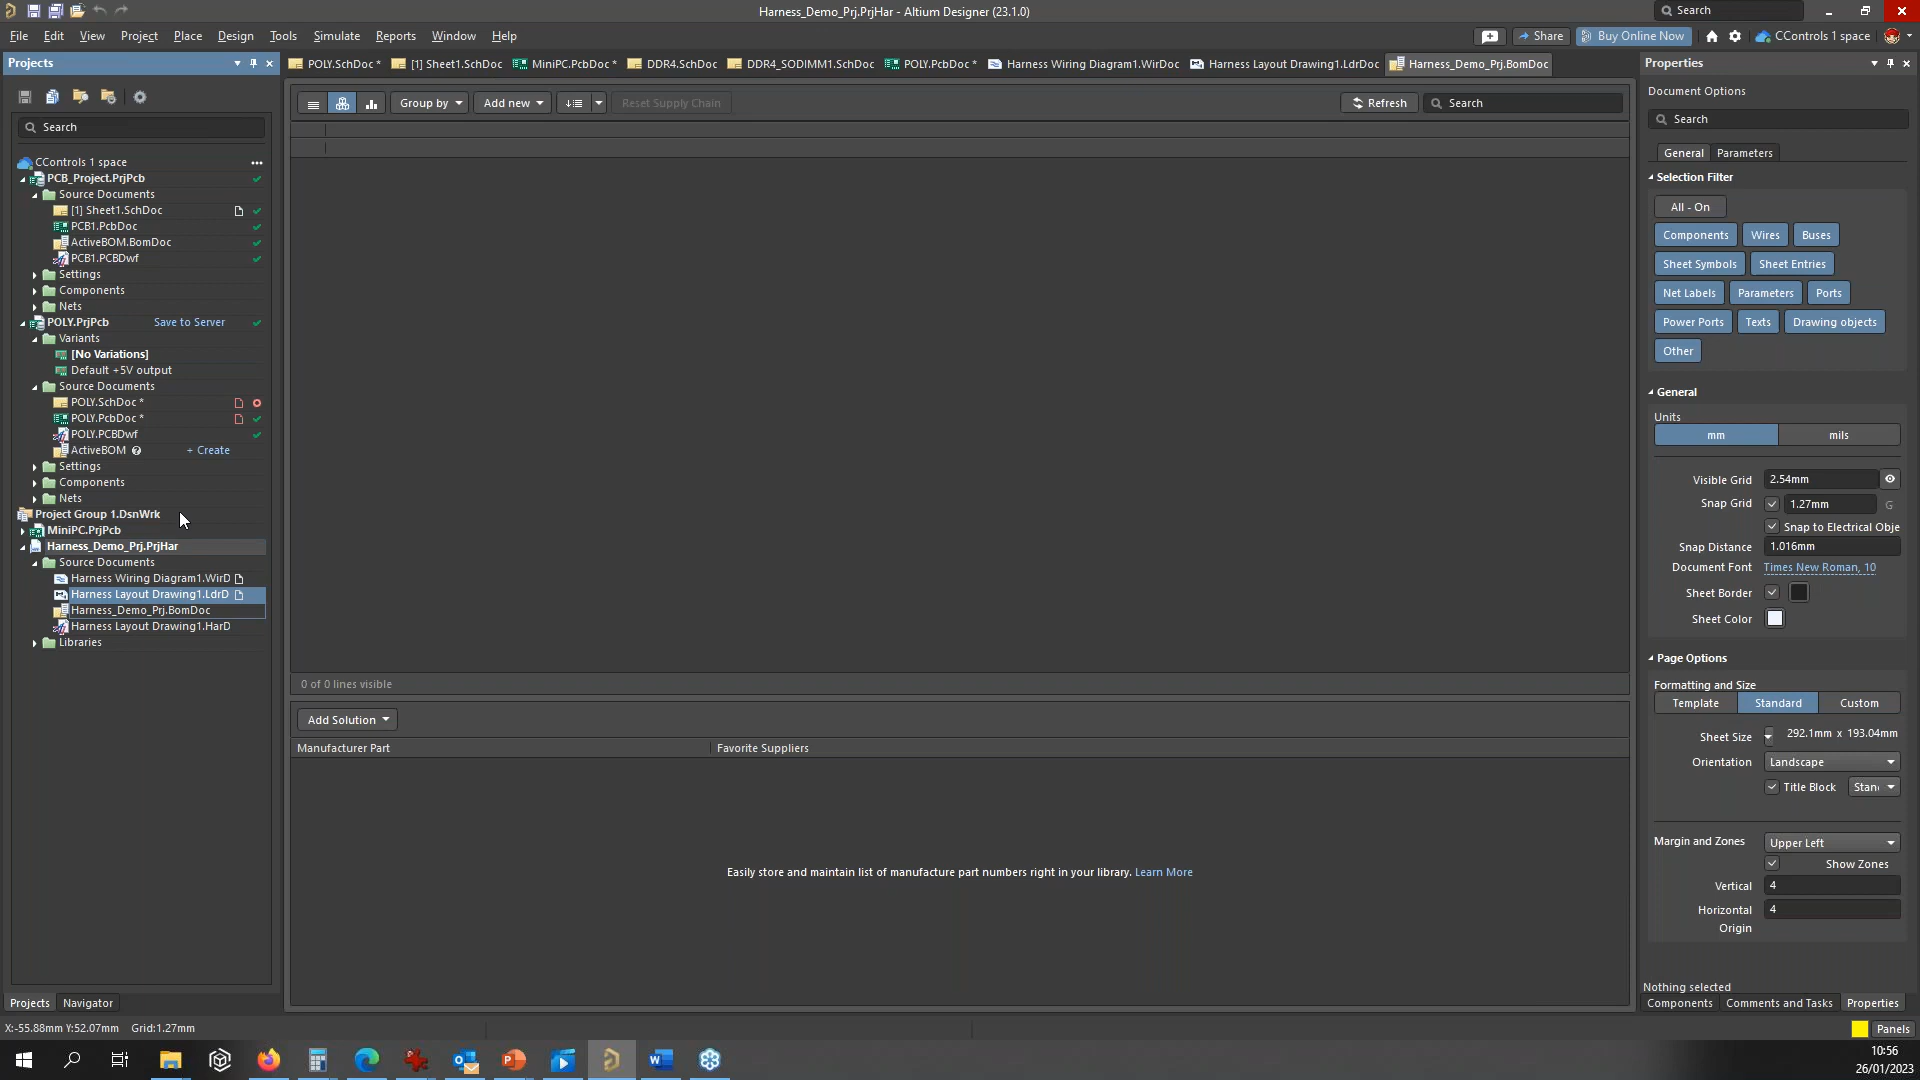 Harness_Demo_Prj.PrjHar - Altium Designer (23.1.0)
Search
File Edit View Project Place Design Tools Simulate Reports Window Help
Share
Buy Online Now
CControls 1 space
Projects
POLY.SchDoc *
[1] Sheet1.SchDoc
MiniPC.PcbDoc *
DDR4.SchDoc
DDR4_SODIMM1.SchDoc
POLY.PcbDoc *
Harness Wiring Diagram1.WirDoc
Harness Layout Drawing1.LdrDoc
Harness_Demo_Prj.BomDoc
Search
CControls 1 space
PCB_Project.PrjPcb
Source Documents
[1] Sheet1.SchDoc
PCB1.PcbDoc
ActiveBOM.BomDoc
PCB1.PCBDwf
Settings
Components
Nets
POLY.PrjPcb Save to Server
Variants
[No Variations]
Default +5V output
Source Documents
POLY.SchDoc *
POLY.PcbDoc *
POLY.PCBDwf
ActiveBOM + Create
Settings
Components
Nets
Project Group 1.DsnWrk
MiniPC.PrjPcb
Harness_Demo_Prj.PrjHar
Source Documents
Harness Wiring Diagram1.WirD
Harness Layout Drawing1.LdrD
Harness_Demo_Prj.BomDoc
Harness Layout Drawing1.HarD
Libraries
Projects Navigator
Group by
Add new
Reset Supply Chain
Refresh
Search
0 of 0 lines visible
Add Solution
Manufacturer Part
Favorite Suppliers
Easily store and maintain list of manufacture part numbers right in your library. Learn More
Properties
Document Options
Search
General Parameters
Selection Filter
All - On
Components Wires Buses
Sheet Symbols Sheet Entries
Net Labels Parameters Ports
Power Ports Texts Drawing objects
Other
General
Units
mm mils
Visible Grid 2.54mm
Snap Grid 1.27mm G
Snap to Electrical Obje
Snap Distance 1.016mm
Document Font Times New Roman, 10
Sheet Border
Sheet Color
Page Options
Formatting and Size
Template Standard Custom
Sheet Size 292.1mm x 193.04mm
Orientation Landscape
Title Block Stan
Margin and Zones Upper Left
Show Zones
Vertical 4
Horizontal 4
Origin
Nothing selected
Components Comments and Tasks Properties
X:-55.88mm Y:52.07mm Grid:1.27mm
Panels
10:56
26/01/2023